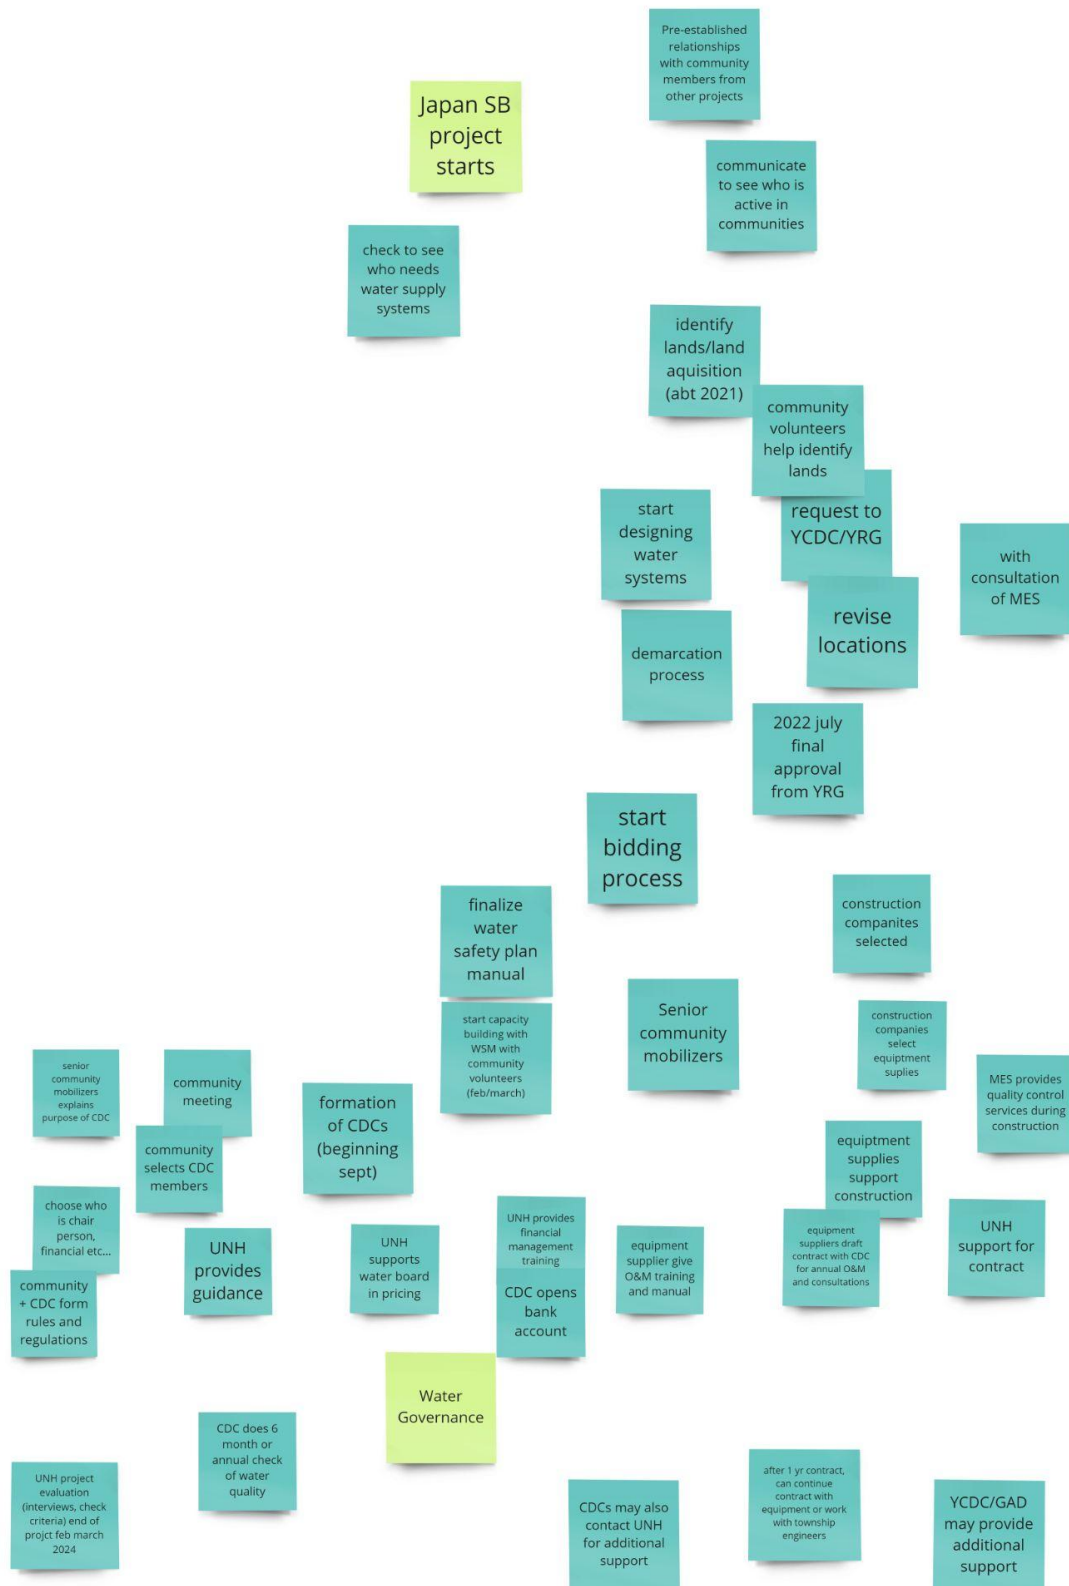 Pre-established
relationships
with community
members from
other projects
Japan SB
project
starts
communicate
to see who is
active in
communities
check to see
who needs
water supply
systems
identify
lands/land
aquisition
(abt 2021)
community
volunteers
help identify
lands
request to
YCDC/YRG
start
designing
water
systems
with
consultation
of MES
revise
locations
demarcation
process
2022 july
final
approval
from YRG
start
bidding
process
construction
companites
selected
finalize
water
safety plan
manual
Senior
community
mobilizers
construction
companies
select
equiptment
suplies
start capacity
building with
WSM with
community
volunteers
(feb/march)
senior
community
mobilizers
explains
purpose of CDC
community
meeting
MES provides
quality control
services during
construction
formation
of CDCs
(beginning
sept)
community
selects CDC
members
equiptment
supplies
support
construction
choose who
is chair
person,
financial etc...
UNH
provides
guidance
UNH
supports
water board
in pricing
UNH provides
financial
management
training
equipment
supplier give
O&M training
and manual
equipment
suppliers draft
contract with CDC
for annual O&M
and consultations
UNH
support for
contract
community
+ CDC form
rules and
regulations
CDC opens
bank
account
Water
Governance
CDC does 6
month or
annual check
of water
quality
UNH project
evaluation
(interviews, check
criteria) end of
projct feb march
2024
CDCs may also
contact UNH
for additional
support
after 1 yr contract,
can continue
contract with
equipment or work
with township
engineers
YCDC/GAD
may provide
additional
support